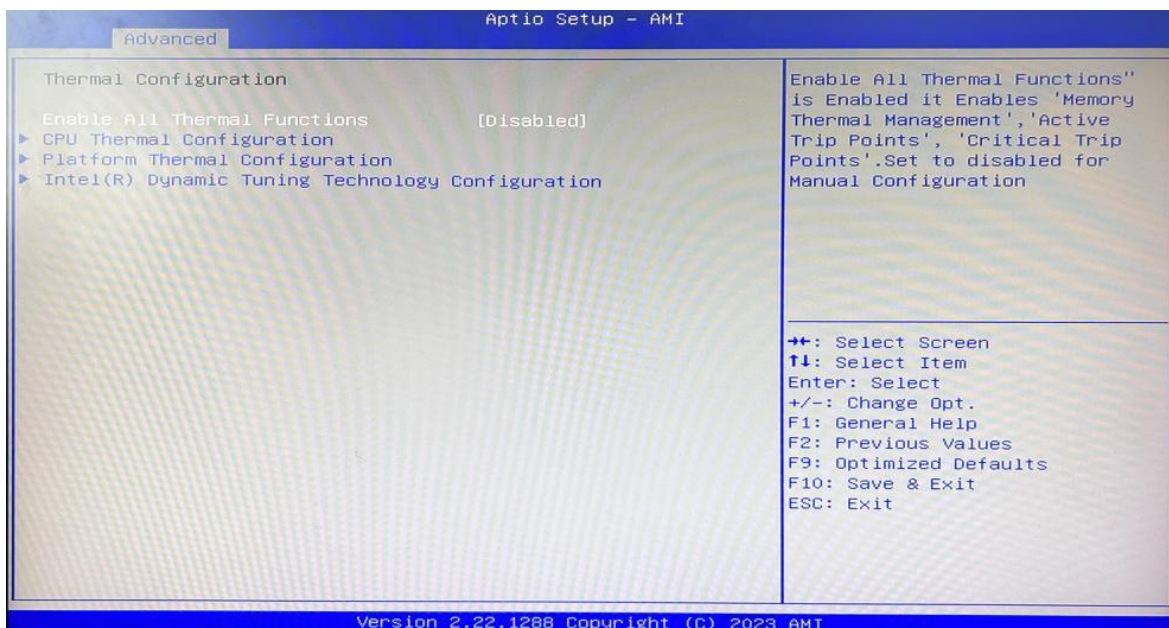 Aptio Setup – AMI
Advanced
Thermal Configuration
Enable All Thermal Functions [Disabled]
► CPU Thermal Configuration
► Platform Thermal Configuration
► Intel(R) Dynamic Tuning Technology Configuration
Enable All Thermal Functions"
is Enabled it Enables 'Memory
Thermal Management','Active
Trip Points', 'Critical Trip
Points'.Set to disabled for
Manual Configuration
→←: Select Screen
↑↓: Select Item
Enter: Select
+/-: Change Opt.
F1: General Help
F2: Previous Values
F9: Optimized Defaults
F10: Save & Exit
ESC: Exit
Version 2.22.1288 Copyright (C) 2023 AMI